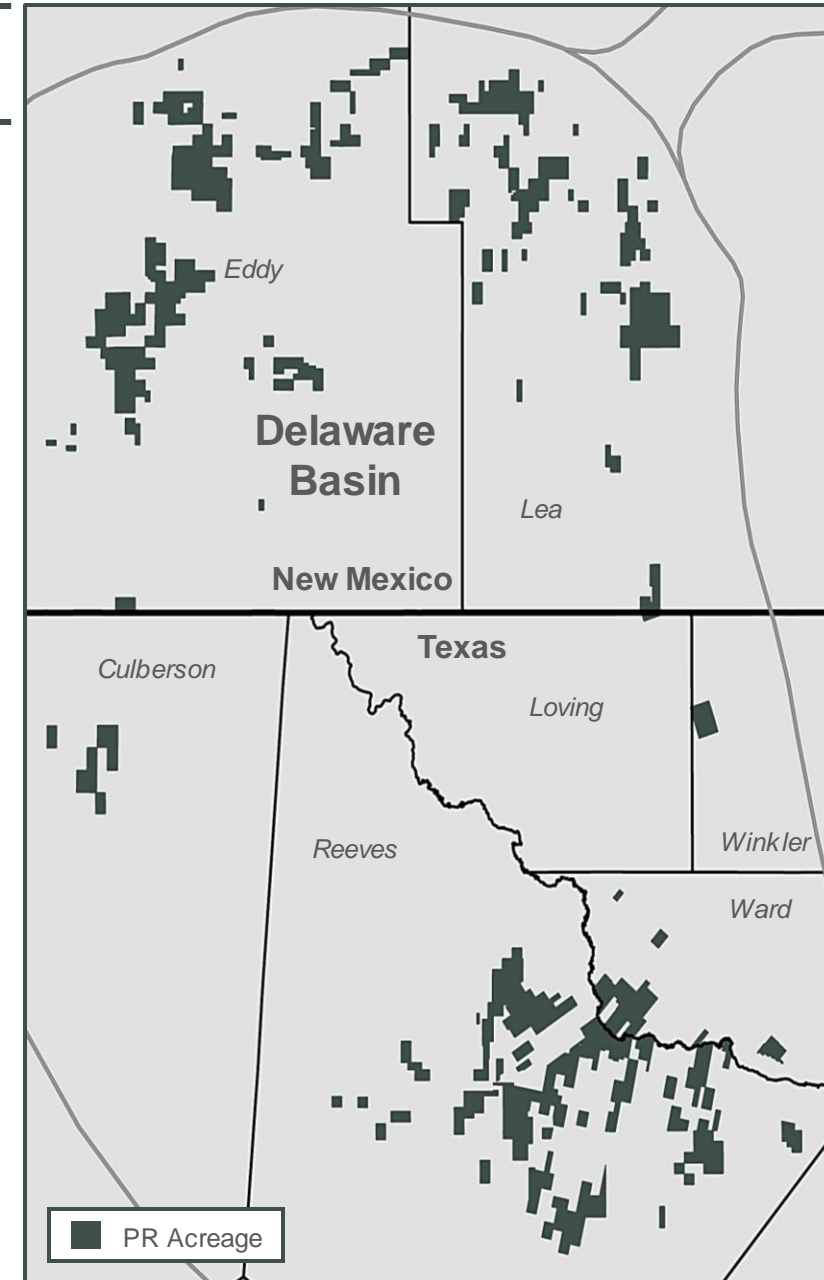 Eddy
Delaware
Basin
Lea
New Mexico
Texas
Culberson
Loving
Reeves
Winkler
Ward
PR Acreage